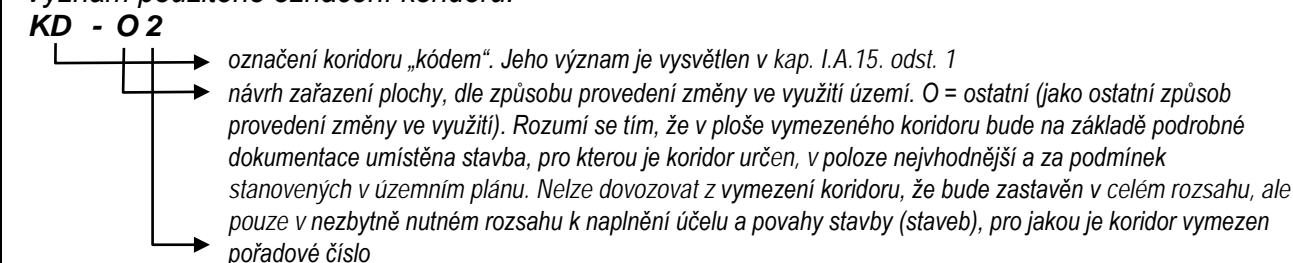 význam použitého označení koridoru:
KD - O 2
označení koridoru „kódem“. Jeho význam je vysvětlen v kap. I.A.15. odst. 1
návrh zařazení plochy, dle způsobu provedení změny ve využití území. O = ostatní (jako ostatní způsob
provedení změny ve využití). Rozumí se tím, že v ploše vymezeného koridoru bude na základě podrobné
dokumentace umístěna stavba, pro kterou je koridor určen, v poloze nejvhodnější a za podmínek
stanovených v územním plánu. Nelze dovozovat z vymezení koridoru, že bude zastavěn v celém rozsahu, ale
pouze v nezbytně nutném rozsahu k naplnění účelu a povahy stavby (staveb), pro jakou je koridor vymezen
pořadové číslo